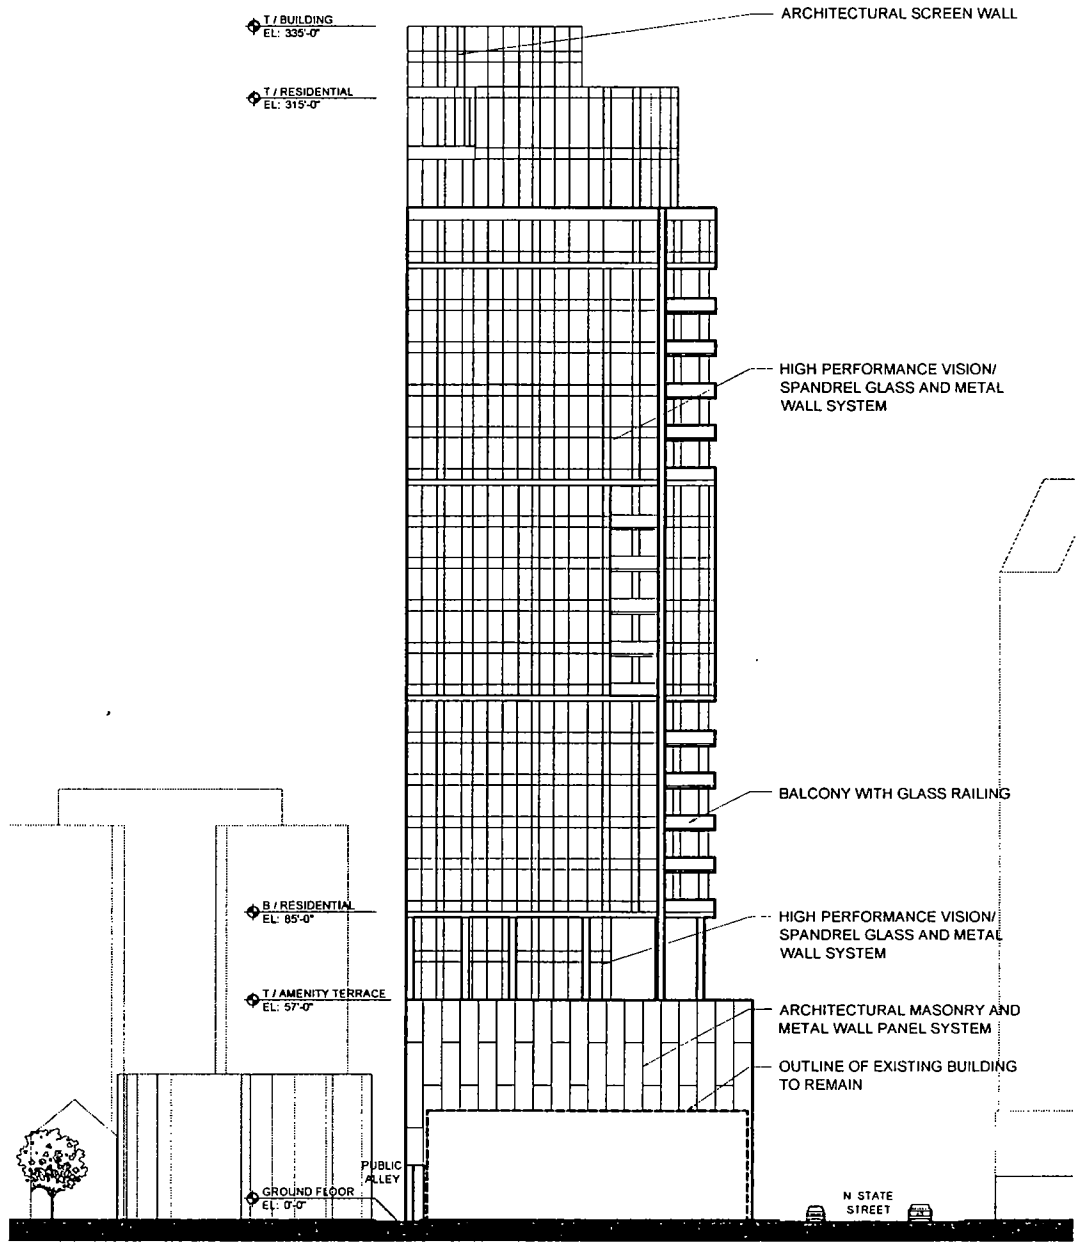 T / BUILDING
EL: 335'-0"
ARCHITECTURAL SCREEN WALL
T / RESIDENTIAL
EL: 315'-0"
HIGH PERFORMANCE VISION/
SPANDREL GLASS AND METAL
WALL SYSTEM
BALCONY WITH GLASS RAILING
B / RESIDENTIAL
EL: 85'-0"
HIGH PERFORMANCE VISION/
SPANDREL GLASS AND METAL
WALL SYSTEM
T / AMENITY TERRACE
EL: 57'-0"
ARCHITECTURAL MASONRY AND
METAL WALL PANEL SYSTEM
OUTLINE OF EXISTING BUILDING
TO REMAIN
PUBLIC
ALLEY
GROUND FLOOR
EL: 0'-0"
N STATE
STREET